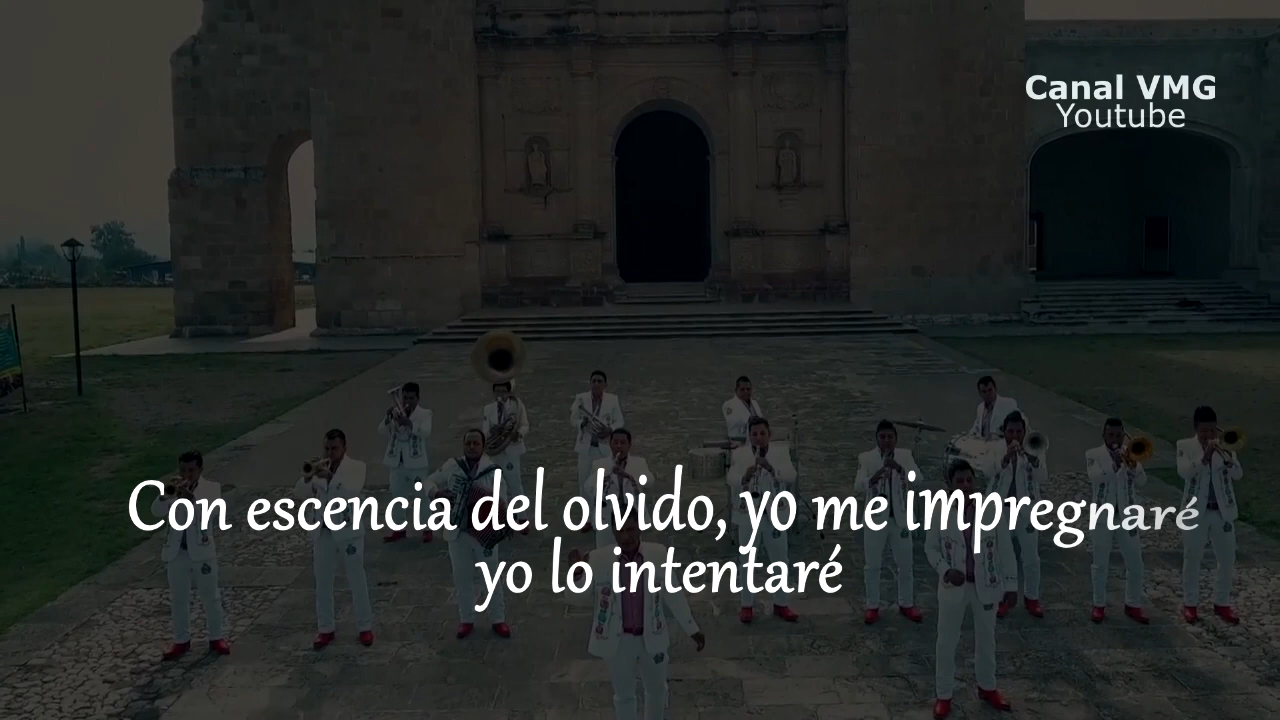 Canal VMG
Youtube
Con escencia del olvido, yo me impregnaré
yo lo intentaré